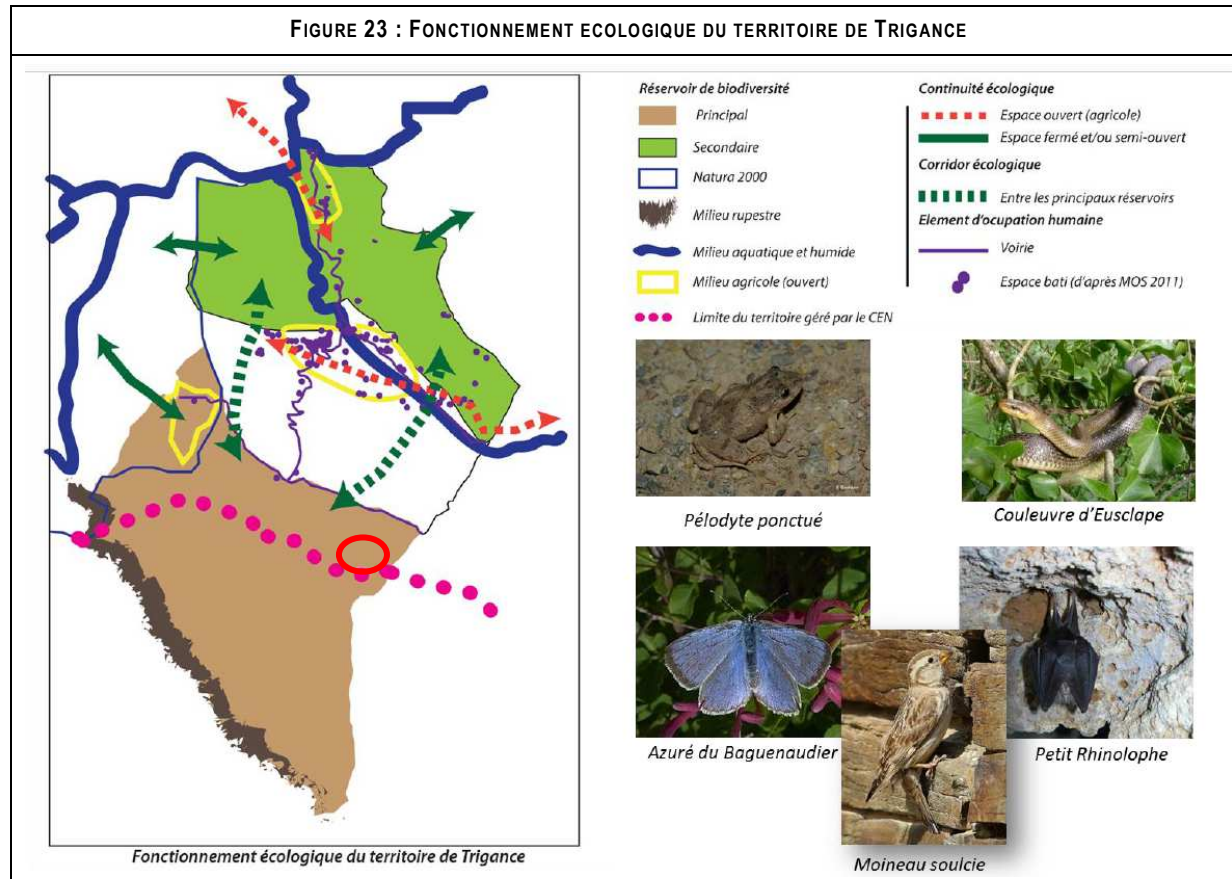 FIGURE 23 : FONCTIONNEMENT ECOLOGIQUE DU TERRITOIRE DE TRIGANCE
Réservoir de biodiversité
Principal
Secondaire
Natura 2000
Milieu rupestre
Milieu aquatique et humide
Milieu agricole (ouvert)
Limite du territoire géré par le CEN
Continuité écologique
Espace ouvert (agricole)
Espace fermé et/ou semi-ouvert
Corridor écologique
Entre les principaux réservoirs
Element d'ocupation humaine
Voirie
Espace bati (d'après MOS 2011)
Pélodyte ponctué
Couleuvre d'Eusclape
Azuré du Baguenaudier
Petit Rhinolophe
Moineau soulcie
Fonctionnement écologique du territoire de Trigance